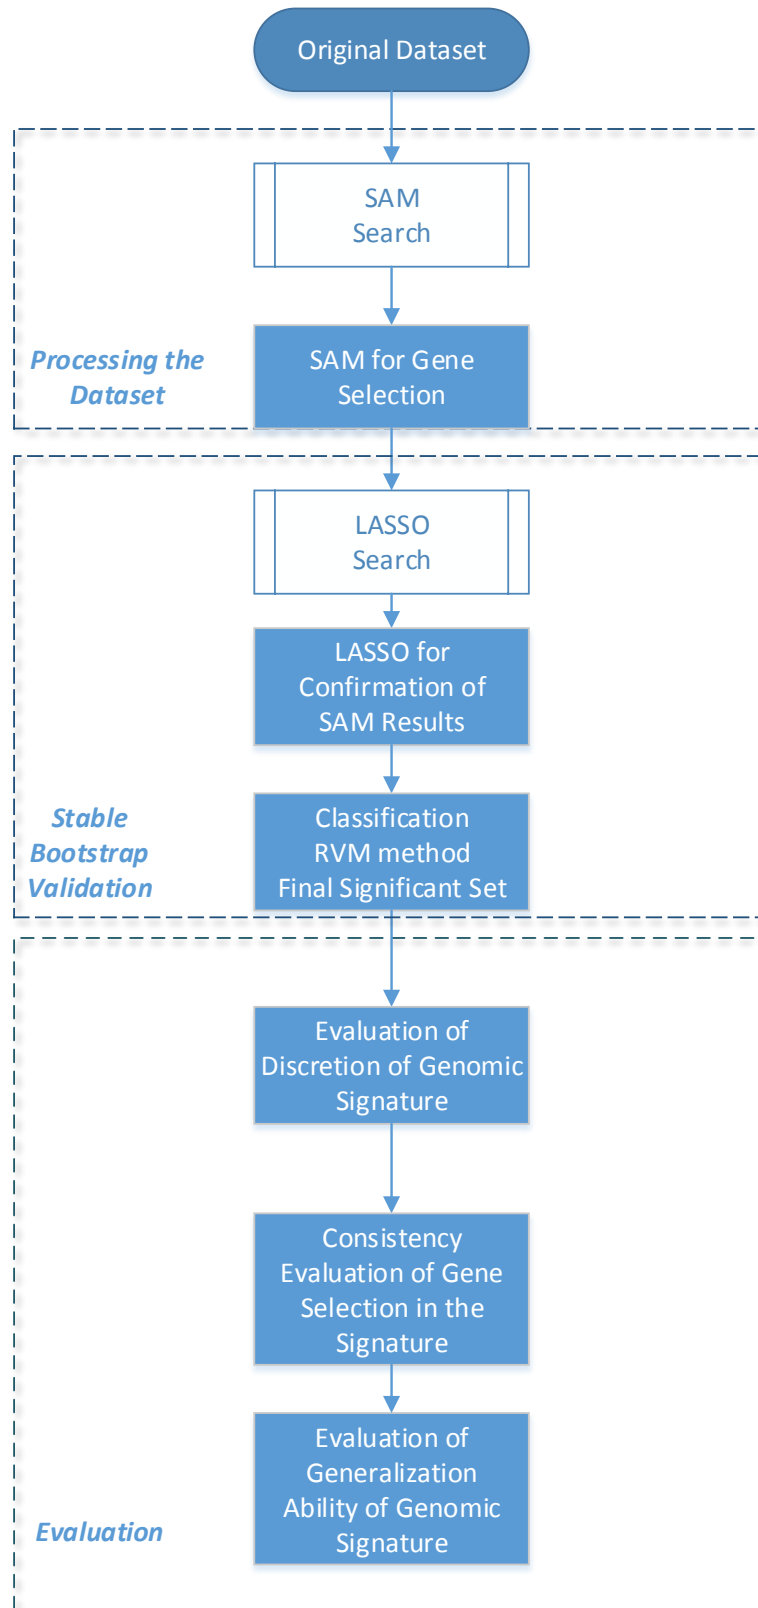 Original Dataset
SAM
Search
Processing the
Dataset
SAM for Gene
Selection
LASSO
Search
LASSO for
Confirmation of
SAM Results
Stable
Bootstrap
Validation
Classification
RVM method
Final Significant Set
Evaluation of
Discretion of Genomic
Signature
Consistency
Evaluation of Gene
Selection in the
Signature
Evaluation of
Generalization
Ability of Genomic
Signature
Evaluation